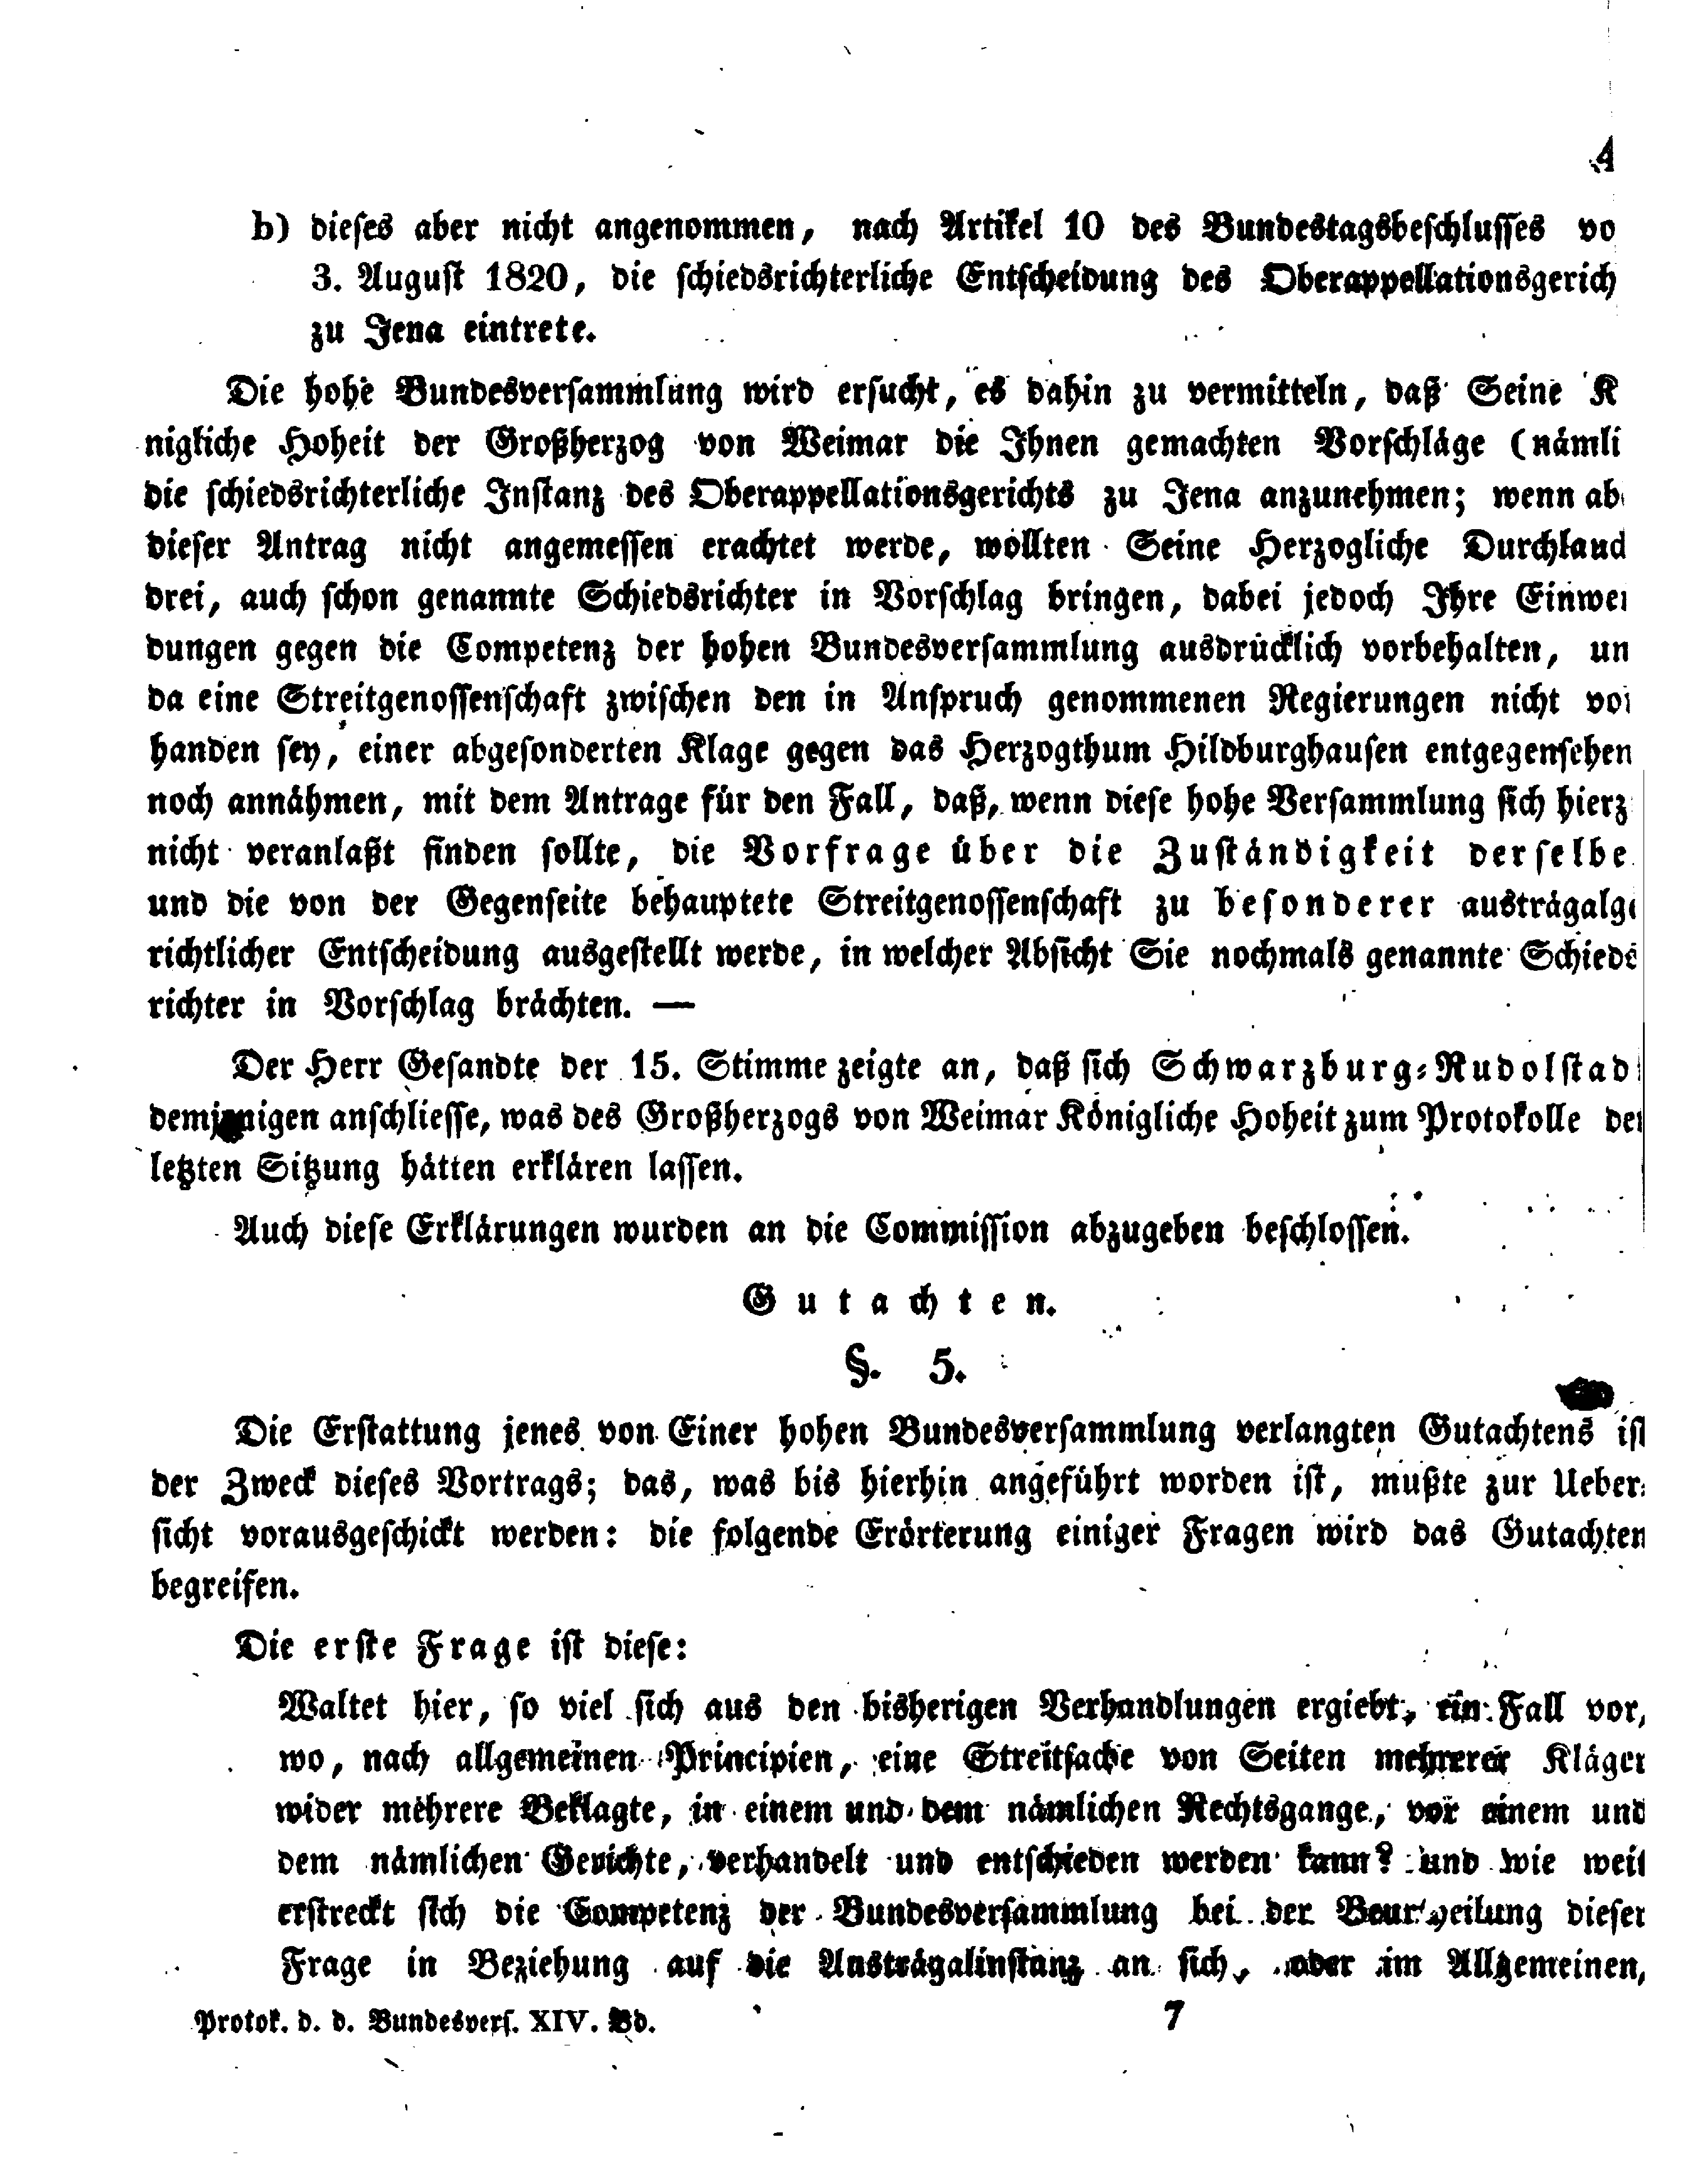 4
b) dieses aber nicht angenommen, nach Artikel 10 des Bundestagsbeschlusses vo
3. August 1820, die schiedsrichterliche Entscheidung des Oberappellationsgerich
zu Jena eintrete.
Die hohe Bundesversammlung wird ersucht, es dahin zu vermitteln, daß Seine K
nigliche Hoheit der Großherzog von Weimar die Ihnen gemachten Vorschläge (nämli
die schiedsrichterliche Instanz des Oberappellationsgerichts zu Jena anzunehmen; wenn ab
dieser Antrag nicht angemessen erachtet werde, wollten Seine Herzogliche Durchlauc
drei, auch schon genannte Schiedsrichter in Vorschlag bringen, dabei jedoch Ihre Einwen
dungen gegen die Competenz der hohen Bundesversammlung ausdrücklich vorbehalten, un
da eine Streitgenossenschaft zwischen den in Anspruch genommenen Regierungen nicht vor
handen sey, einer abgesonderten Klage gegen das Herzogthum Hildburghausen entgegensehen
noch annähmen, mit dem Antrage für den Fall, daß, wenn diese hohe Versammlung sich hierz
nicht veranlaßt finden sollte, die Vorfrage über die Zuständigkeit derselbe
und die von der Gegenseite behauptete Streitgenossenschaft zu besonderer austrägalge
richtlicher Entscheidung ausgestellt werde, in welcher Absicht Sie nochmals genannte Schieds
richter in Vorschlag brächten. —
Der Herr Gesandte der 15. Stimme zeigte an, daß sich Schwarzburg-Rudolstad
demjenigen anschliesse, was des Großherzogs von Weimar Königliche Hoheit zum Protokolle der
letzten Sitzung hätten erklären lassen.
Auch diese Erklärungen wurden an die Commission abzugeben beschlossen.
Gutachten.
§. 5.
Die Erstattung jenes von Einer hohen Bundesversammlung verlangten Gutachtens ist
der Zweck dieses Vortrags; das, was bis hierhin angeführt worden ist, mußte zur Ueber-
sicht vorausgeschickt werden: die folgende Erörterung einiger Fragen wird das Gutachten
begreifen.
Die erste Frage ist diese:
Waltet hier, so viel sich aus den bisherigen Verhandlungen ergiebt, ein Fall vor,
wo, nach allgemeinen Principien, eine Streitsache von Seiten mehrerer Kläger
wider mehrere Beklagte, in einem und dem nämlichen Rechtsgange, vor einem und
dem nämlichen Gerichte, verhandelt und entschieden werden kann? und wie weit
erstreckt sich die Competenz der Bundesversammlung bei der Beurtheilung dieser
Frage in Beziehung auf die Austrägalinstanz an sich, oder im Allgemeinen,
Protok. d. d. Bundesvers. XIV. Bd. 7